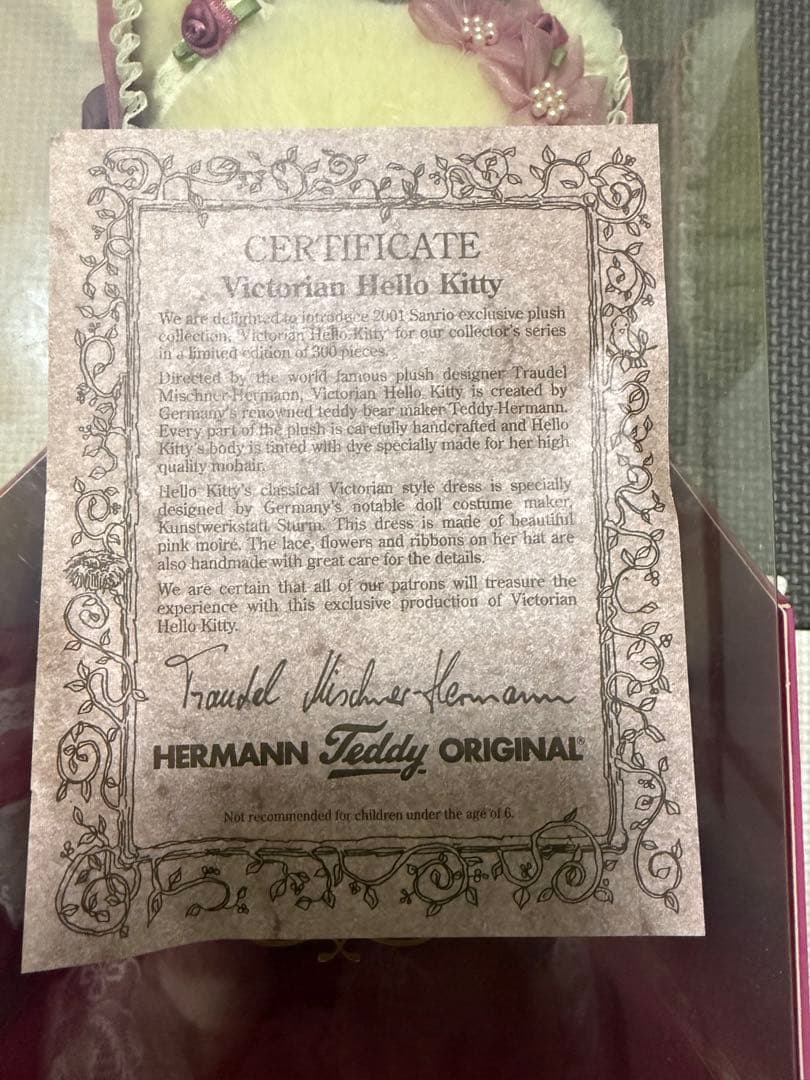 CERTIFICATE
Victorian Hello Kitty
We are delighted to introduce 2001 Sanrio exclusive plush
collection, 'Victorian Hello Kitty' for our collector's series
in a limited edition of 300 pieces.
Directed by the world famous plush designer Traudel
Mischner-Hermann, Victorian Hello Kitty is created by
Germany's renowned teddy bear maker Teddy-Hermann.
Every part of the plush is carefully handcrafted and Hello
Kitty's body is tinted with dye specially made for her high
quality mohair.
Hello Kitty's classical Victorian style dress is specially
designed by Germany's notable doll costume maker,
Kunstwerkstatt Sturm. This dress is made of beautiful
pink moiré. The lace, flowers and ribbons on her hat are
also handmade with great care for the details.
We are certain that all of our patrons will treasure the
experience with this exclusive production of Victorian
Hello Kitty.
Traudel Mischner-Hermann
HERMANN Teddy ORIGINAL®
Not recommended for children under the age of 6.